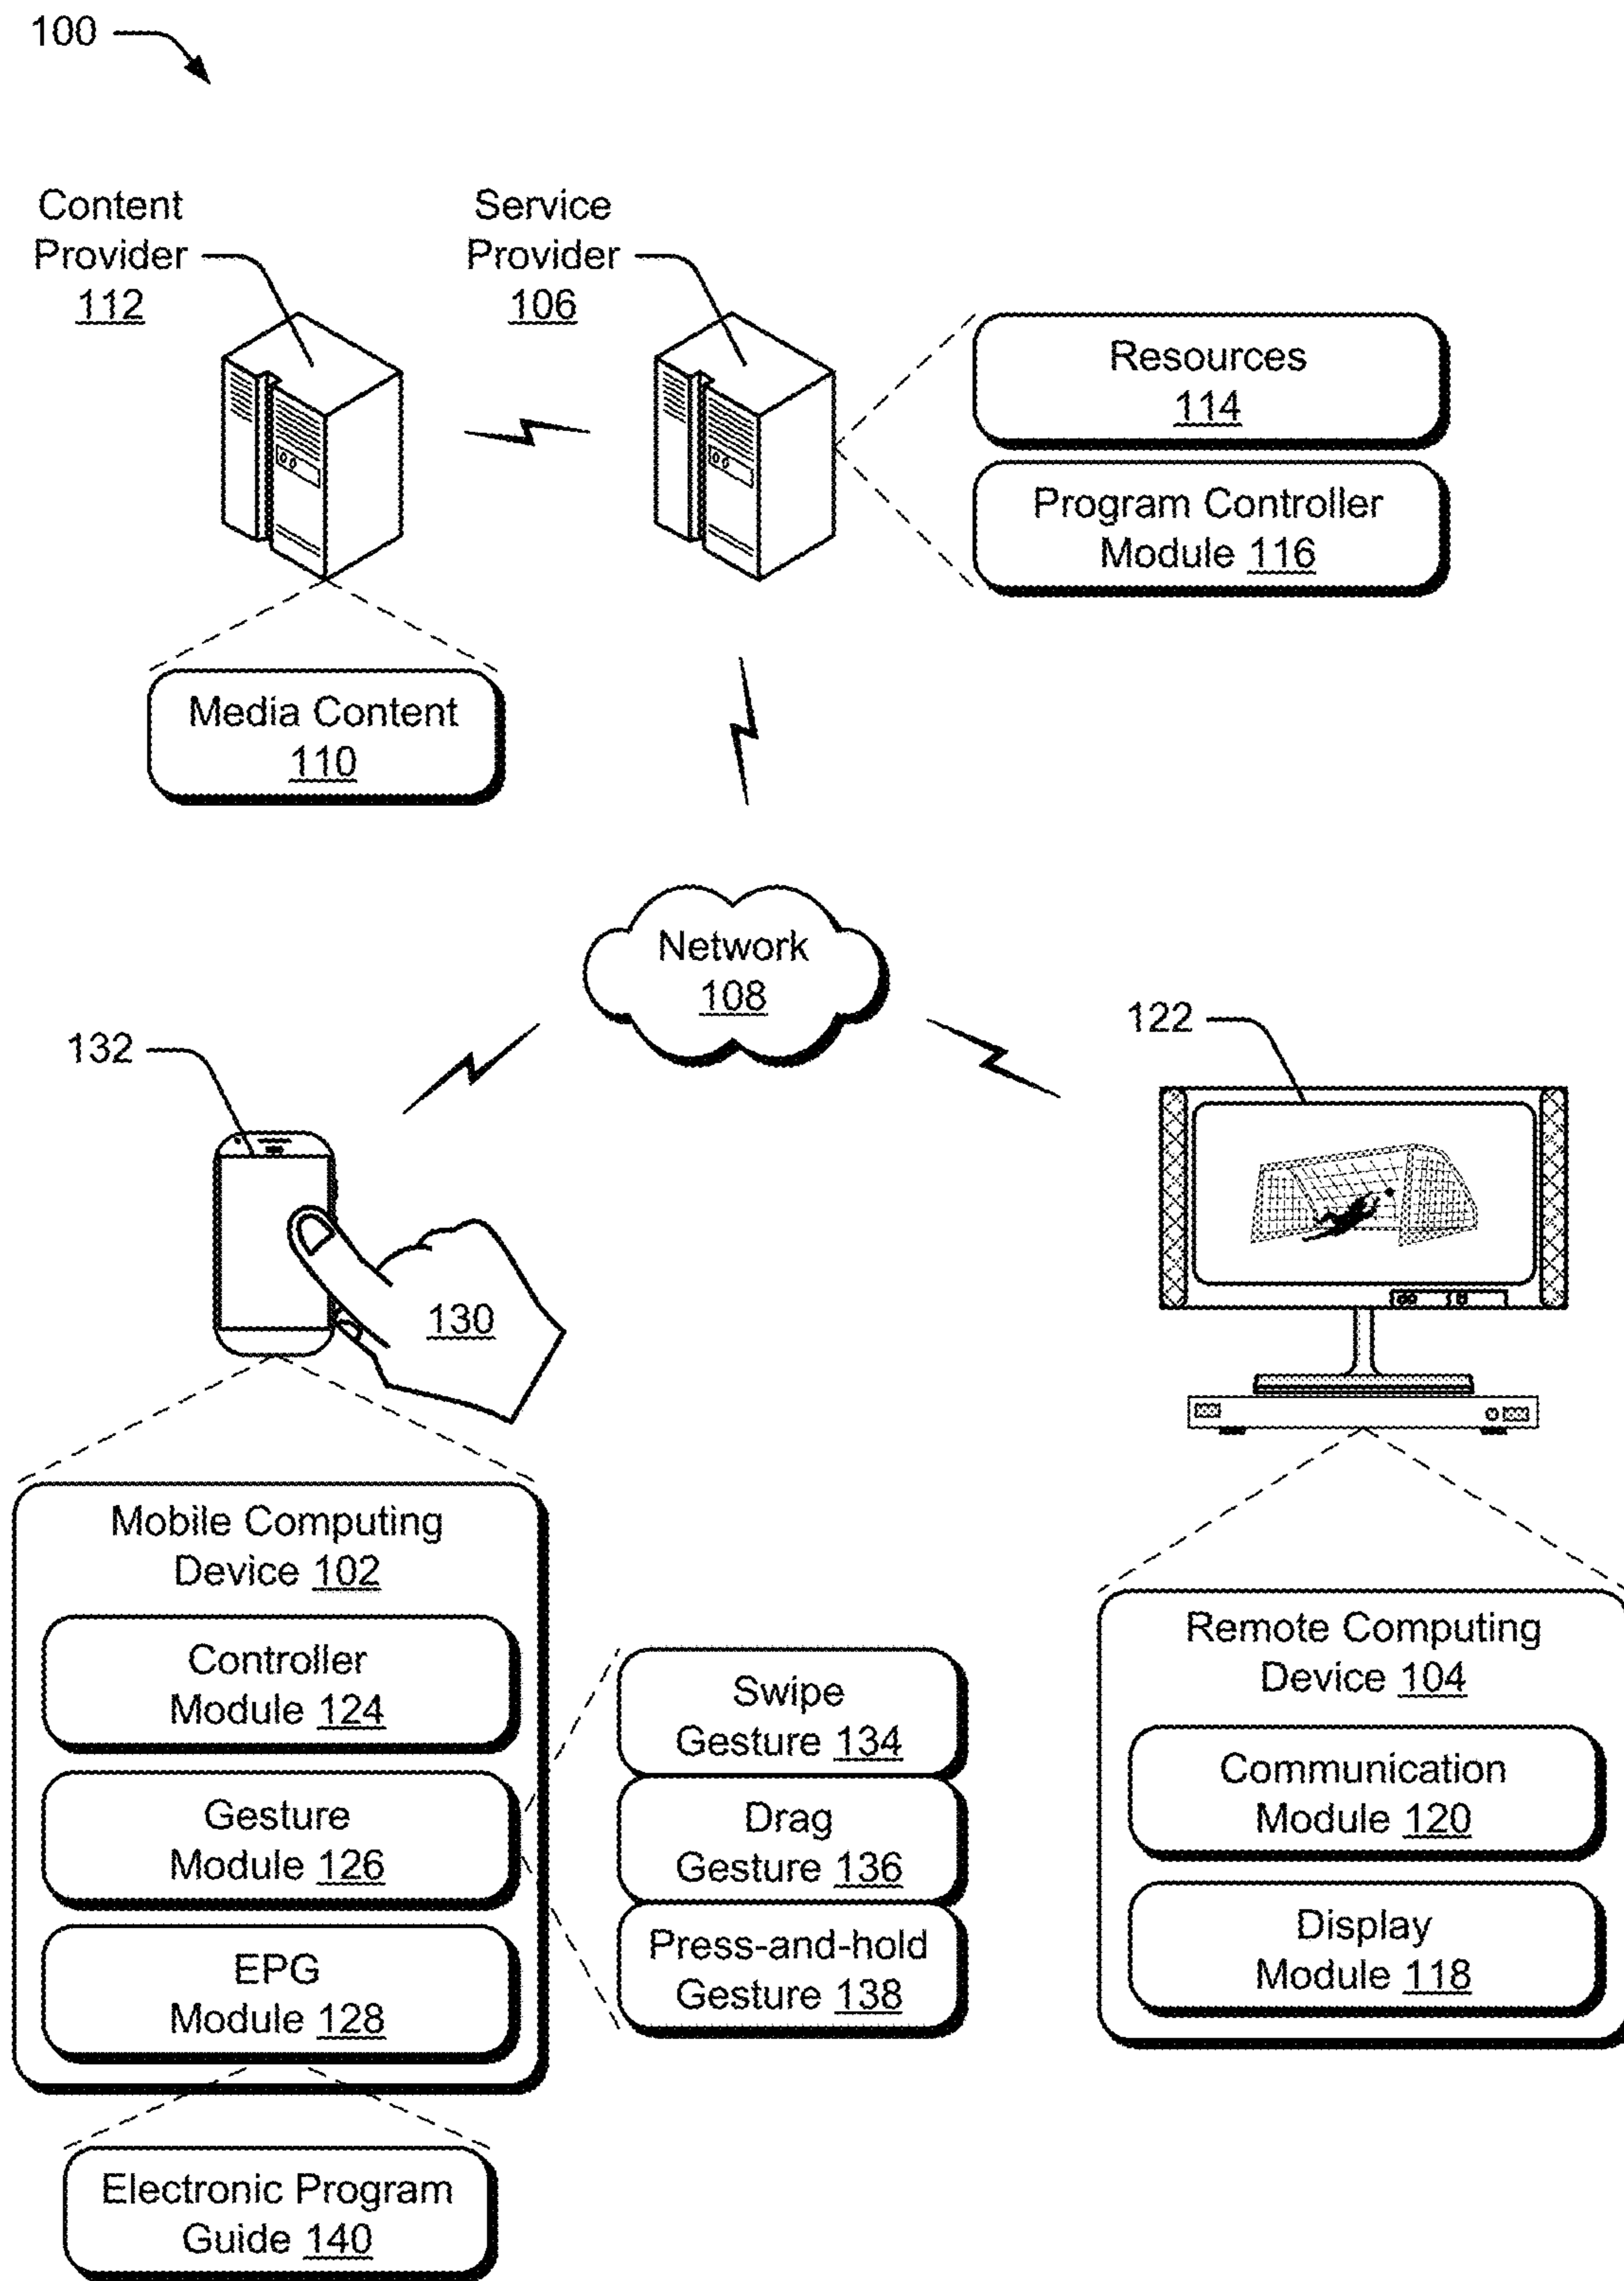 100
Content
Provider
112
Service
Provider
106
Resources
114
Program Controller
Module 116
Media Content
110
Network
108
132
122
130
Mobile Computing
Device 102
Controller
Module 124
Gesture
Module 126
EPG
Module 128
Swipe
Gesture 134
Drag
Gesture 136
Press-and-hold
Gesture 138
Remote Computing
Device 104
Communication
Module 120
Display
Module 118
Electronic Program
Guide 140